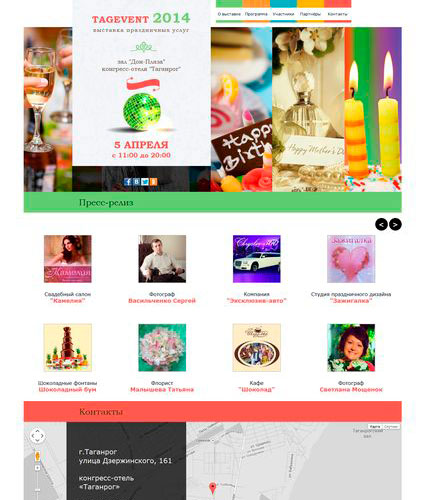 TAGEVENT 2014
выставка праздничных услуг
зал "Дом-Плаза"
конгресс-отеля "Таганрог"
5 АПРЕЛЯ
с 11:00 до 20:00
О выставке Программа Участники Партнёры Контакты
Happy Birt
Happy Mother's Day
Пресс-релиз
< >
Свадебный салон
"Камелия"
Фотограф
Васильченко Сергей
Компания
"Эксклюзив-авто"
Студия праздничного дизайна
"Зажигалка"
Шоколадные фонтаны
Шоколадный бум
Флорист
Малышева Татьяна
Кафе
"Шоколад"
Фотограф
Светлана Мощенок
Контакты
г.Таганрог
улица Дзержинского, 161
конгресс-отель
«Таганрог»
Карта Спутник